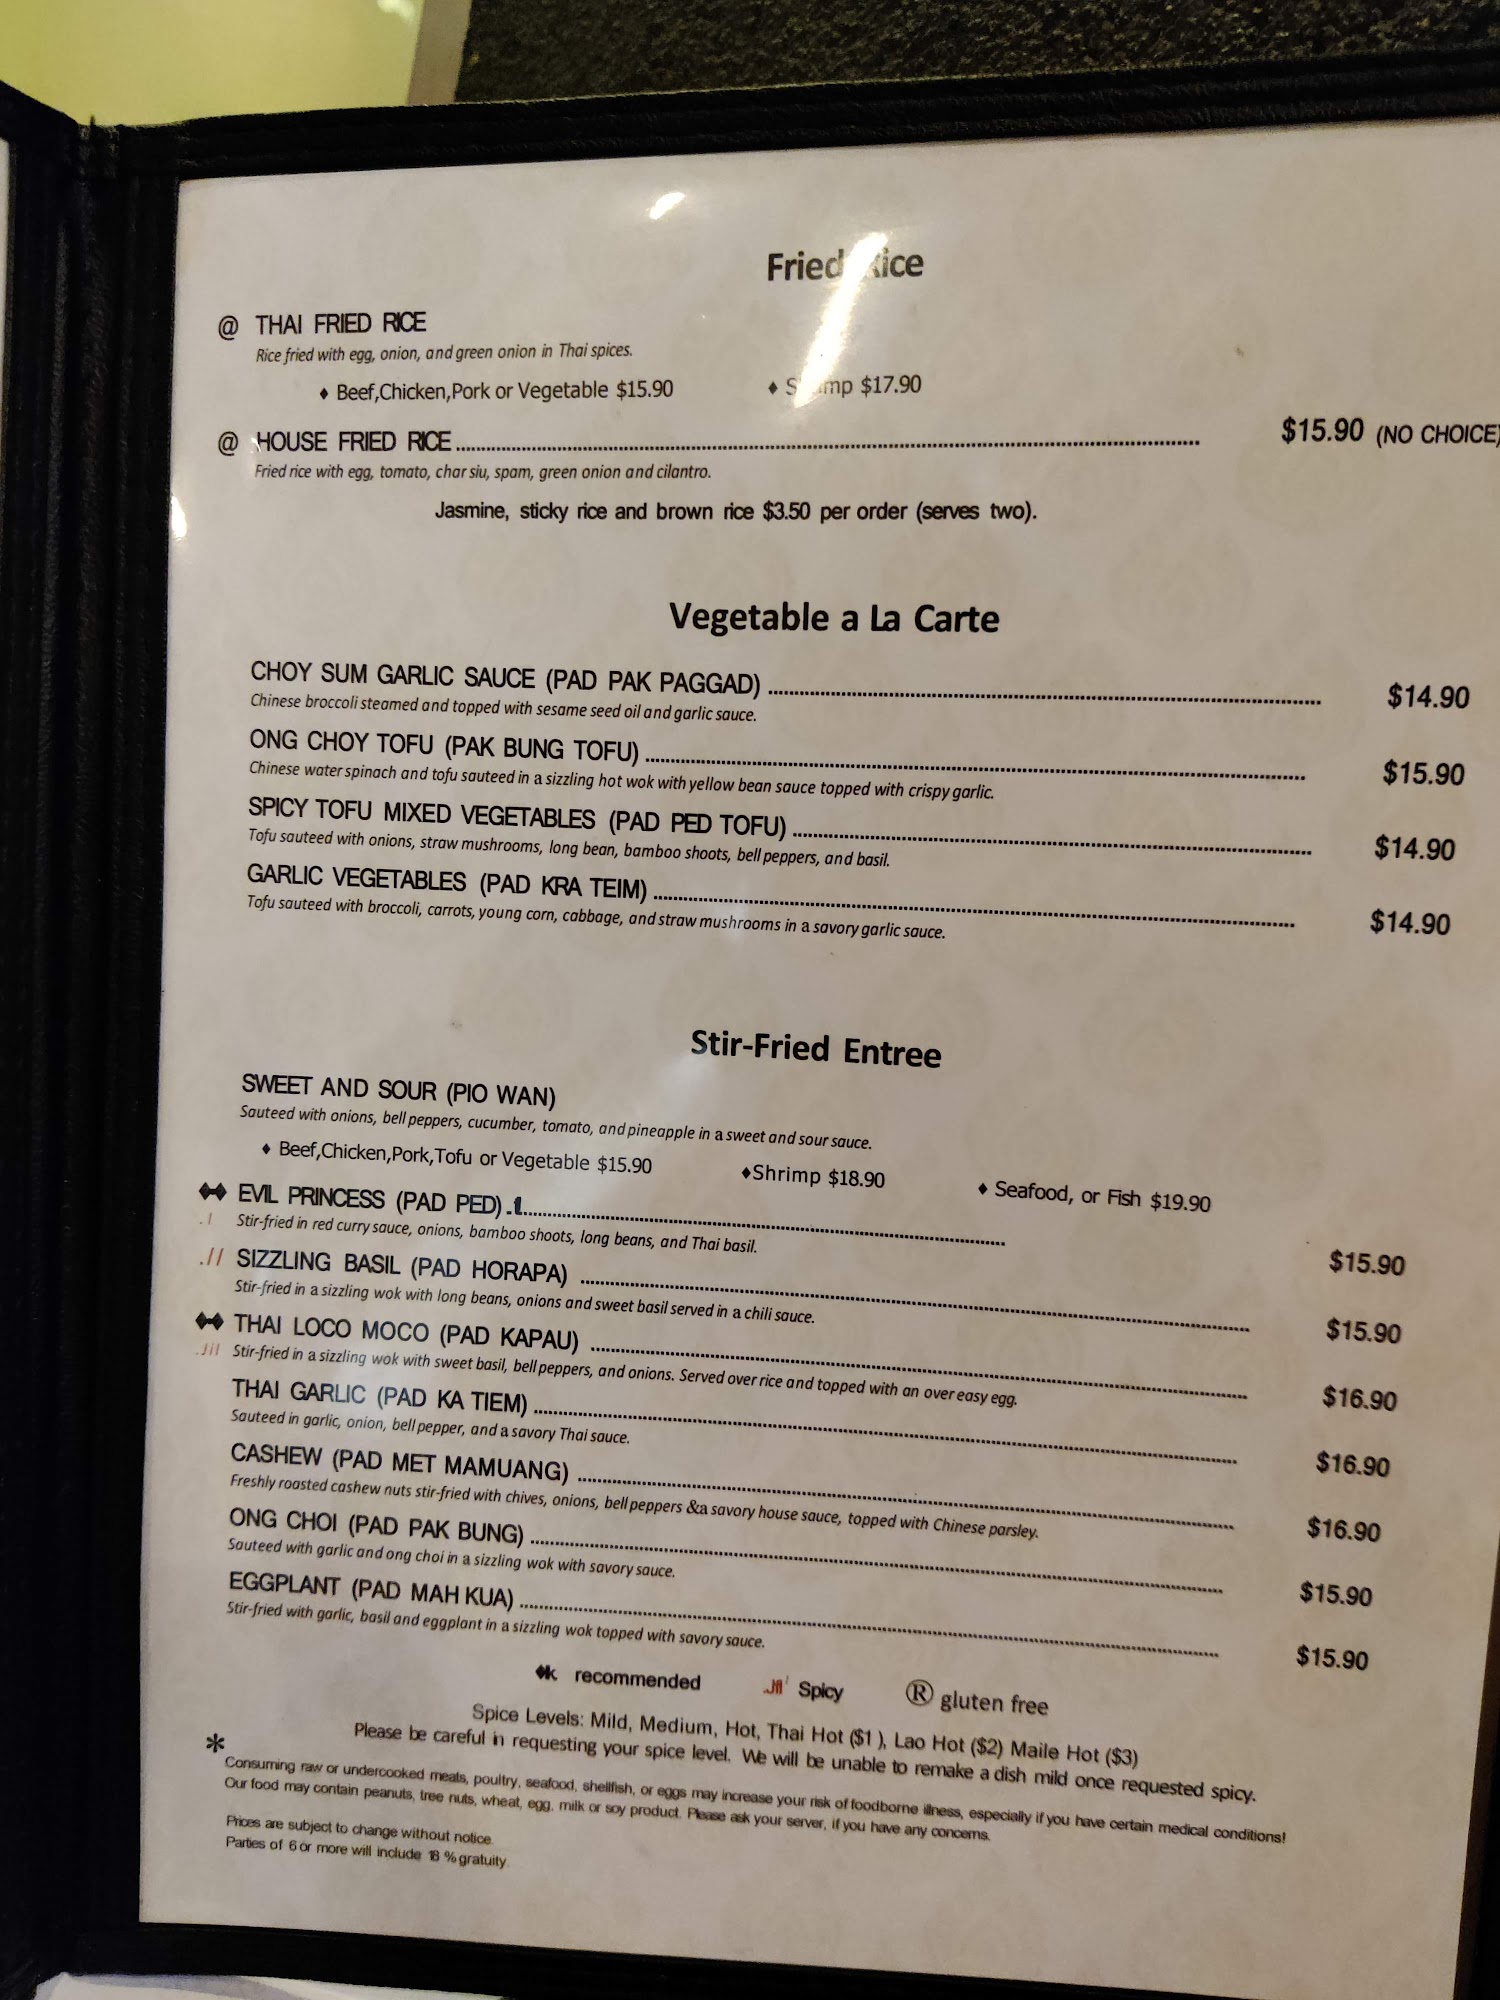 Fried Rice
@ THAI FRIED RICE
Rice fried with egg, onion, and green onion in Thai spices.
♦ Beef,Chicken,Pork or Vegetable $15.90 ♦ Shrimp $17.90
@ HOUSE FRIED RICE $15.90 (NO CHOICE)
Fried rice with egg, tomato, char siu, spam, green onion and cilantro.
Jasmine, sticky rice and brown rice $3.50 per order (serves two).
Vegetable a La Carte
CHOY SUM GARLIC SAUCE (PAD PAK PAGGAD) $14.90
Chinese broccoli steamed and topped with sesame seed oil and garlic sauce.
ONG CHOY TOFU (PAK BUNG TOFU) $15.90
Chinese water spinach and tofu sauteed in a sizzling hot wok with yellow bean sauce topped with crispy garlic.
SPICY TOFU MIXED VEGETABLES (PAD PED TOFU) $14.90
Tofu sauteed with onions, straw mushrooms, long bean, bamboo shoots, bell peppers, and basil.
GARLIC VEGETABLES (PAD KRA TEIM) $14.90
Tofu sauteed with broccoli, carrots, young corn, cabbage, and straw mushrooms in a savory garlic sauce.
Stir-Fried Entree
SWEET AND SOUR (PIO WAN)
Sauteed with onions, bell peppers, cucumber, tomato, and pineapple in a sweet and sour sauce.
♦ Beef,Chicken,Pork,Tofu or Vegetable $15.90 ♦Shrimp $18.90 ♦ Seafood, or Fish $19.90
EVIL PRINCESS (PAD PED) $15.90
Stir-fried in red curry sauce, onions, bamboo shoots, long beans, and Thai basil.
SIZZLING BASIL (PAD HORAPA) $15.90
Stir-fried in a sizzling wok with long beans, onions and sweet basil served in a chili sauce.
THAI LOCO MOCO (PAD KAPAU) $16.90
Stir-fried in a sizzling wok with sweet basil, bell peppers, and onions. Served over rice and topped with an over easy egg.
THAI GARLIC (PAD KA TIEM) $16.90
Sauteed in garlic, onion, bell pepper, and a savory Thai sauce.
CASHEW (PAD MET MAMUANG) $16.90
Freshly roasted cashew nuts stir-fried with chives, onions, bell peppers &a savory house sauce, topped with Chinese parsley.
ONG CHOI (PAD PAK BUNG) $15.90
Sauteed with garlic and ong choi in a sizzling wok with savory sauce.
EGGPLANT (PAD MAH KUA) $15.90
Stir-fried with garlic, basil and eggplant in a sizzling wok topped with savory sauce.
recommended Spicy ® gluten free
Spice Levels: Mild, Medium, Hot, Thai Hot ($1 ), Lao Hot ($2) Maile Hot ($3)
Please be careful in requesting your spice level. We will be unable to remake a dish mild once requested spicy.
* Consuming raw or undercooked meats, poultry, seafood, shellfish, or eggs may increase your risk of foodborne illness, especially if you have certain medical conditions!
Our food may contain peanuts, tree nuts, wheat, egg, milk or soy product. Please ask your server, if you have any concerns.
Prices are subject to change without notice.
Parties of 6 or more will include 18 % gratuity